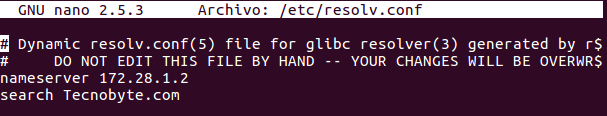 GNU nano 2.5.3 Archivo: /etc/resolv.conf
# Dynamic resolv.conf(5) file for glibc resolver(3) generated by r$
# DO NOT EDIT THIS FILE BY HAND -- YOUR CHANGES WILL BE OVERWR$
nameserver 172.28.1.2
search Tecnobyte.com